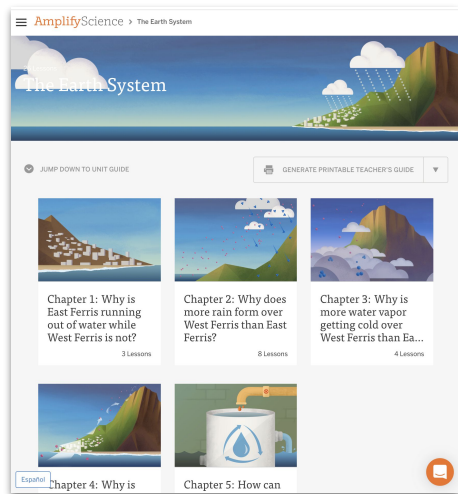 AmplifyScience > The Earth System
The Earth System
JUMP DOWN TO UNIT GUIDE
GENERATE PRINTABLE TEACHER'S GUIDE
Chapter 1: Why is
East Ferris running
out of water while
West Ferris is not?
3 Lessons
Chapter 2: Why does
more rain form over
West Ferris than East
Ferris?
8 Lessons
Chapter 3: Why is
more water vapor
getting cold over
West Ferris than Ea...
4 Lessons
Chapter 4: Why is
Chapter 5: How can
Español